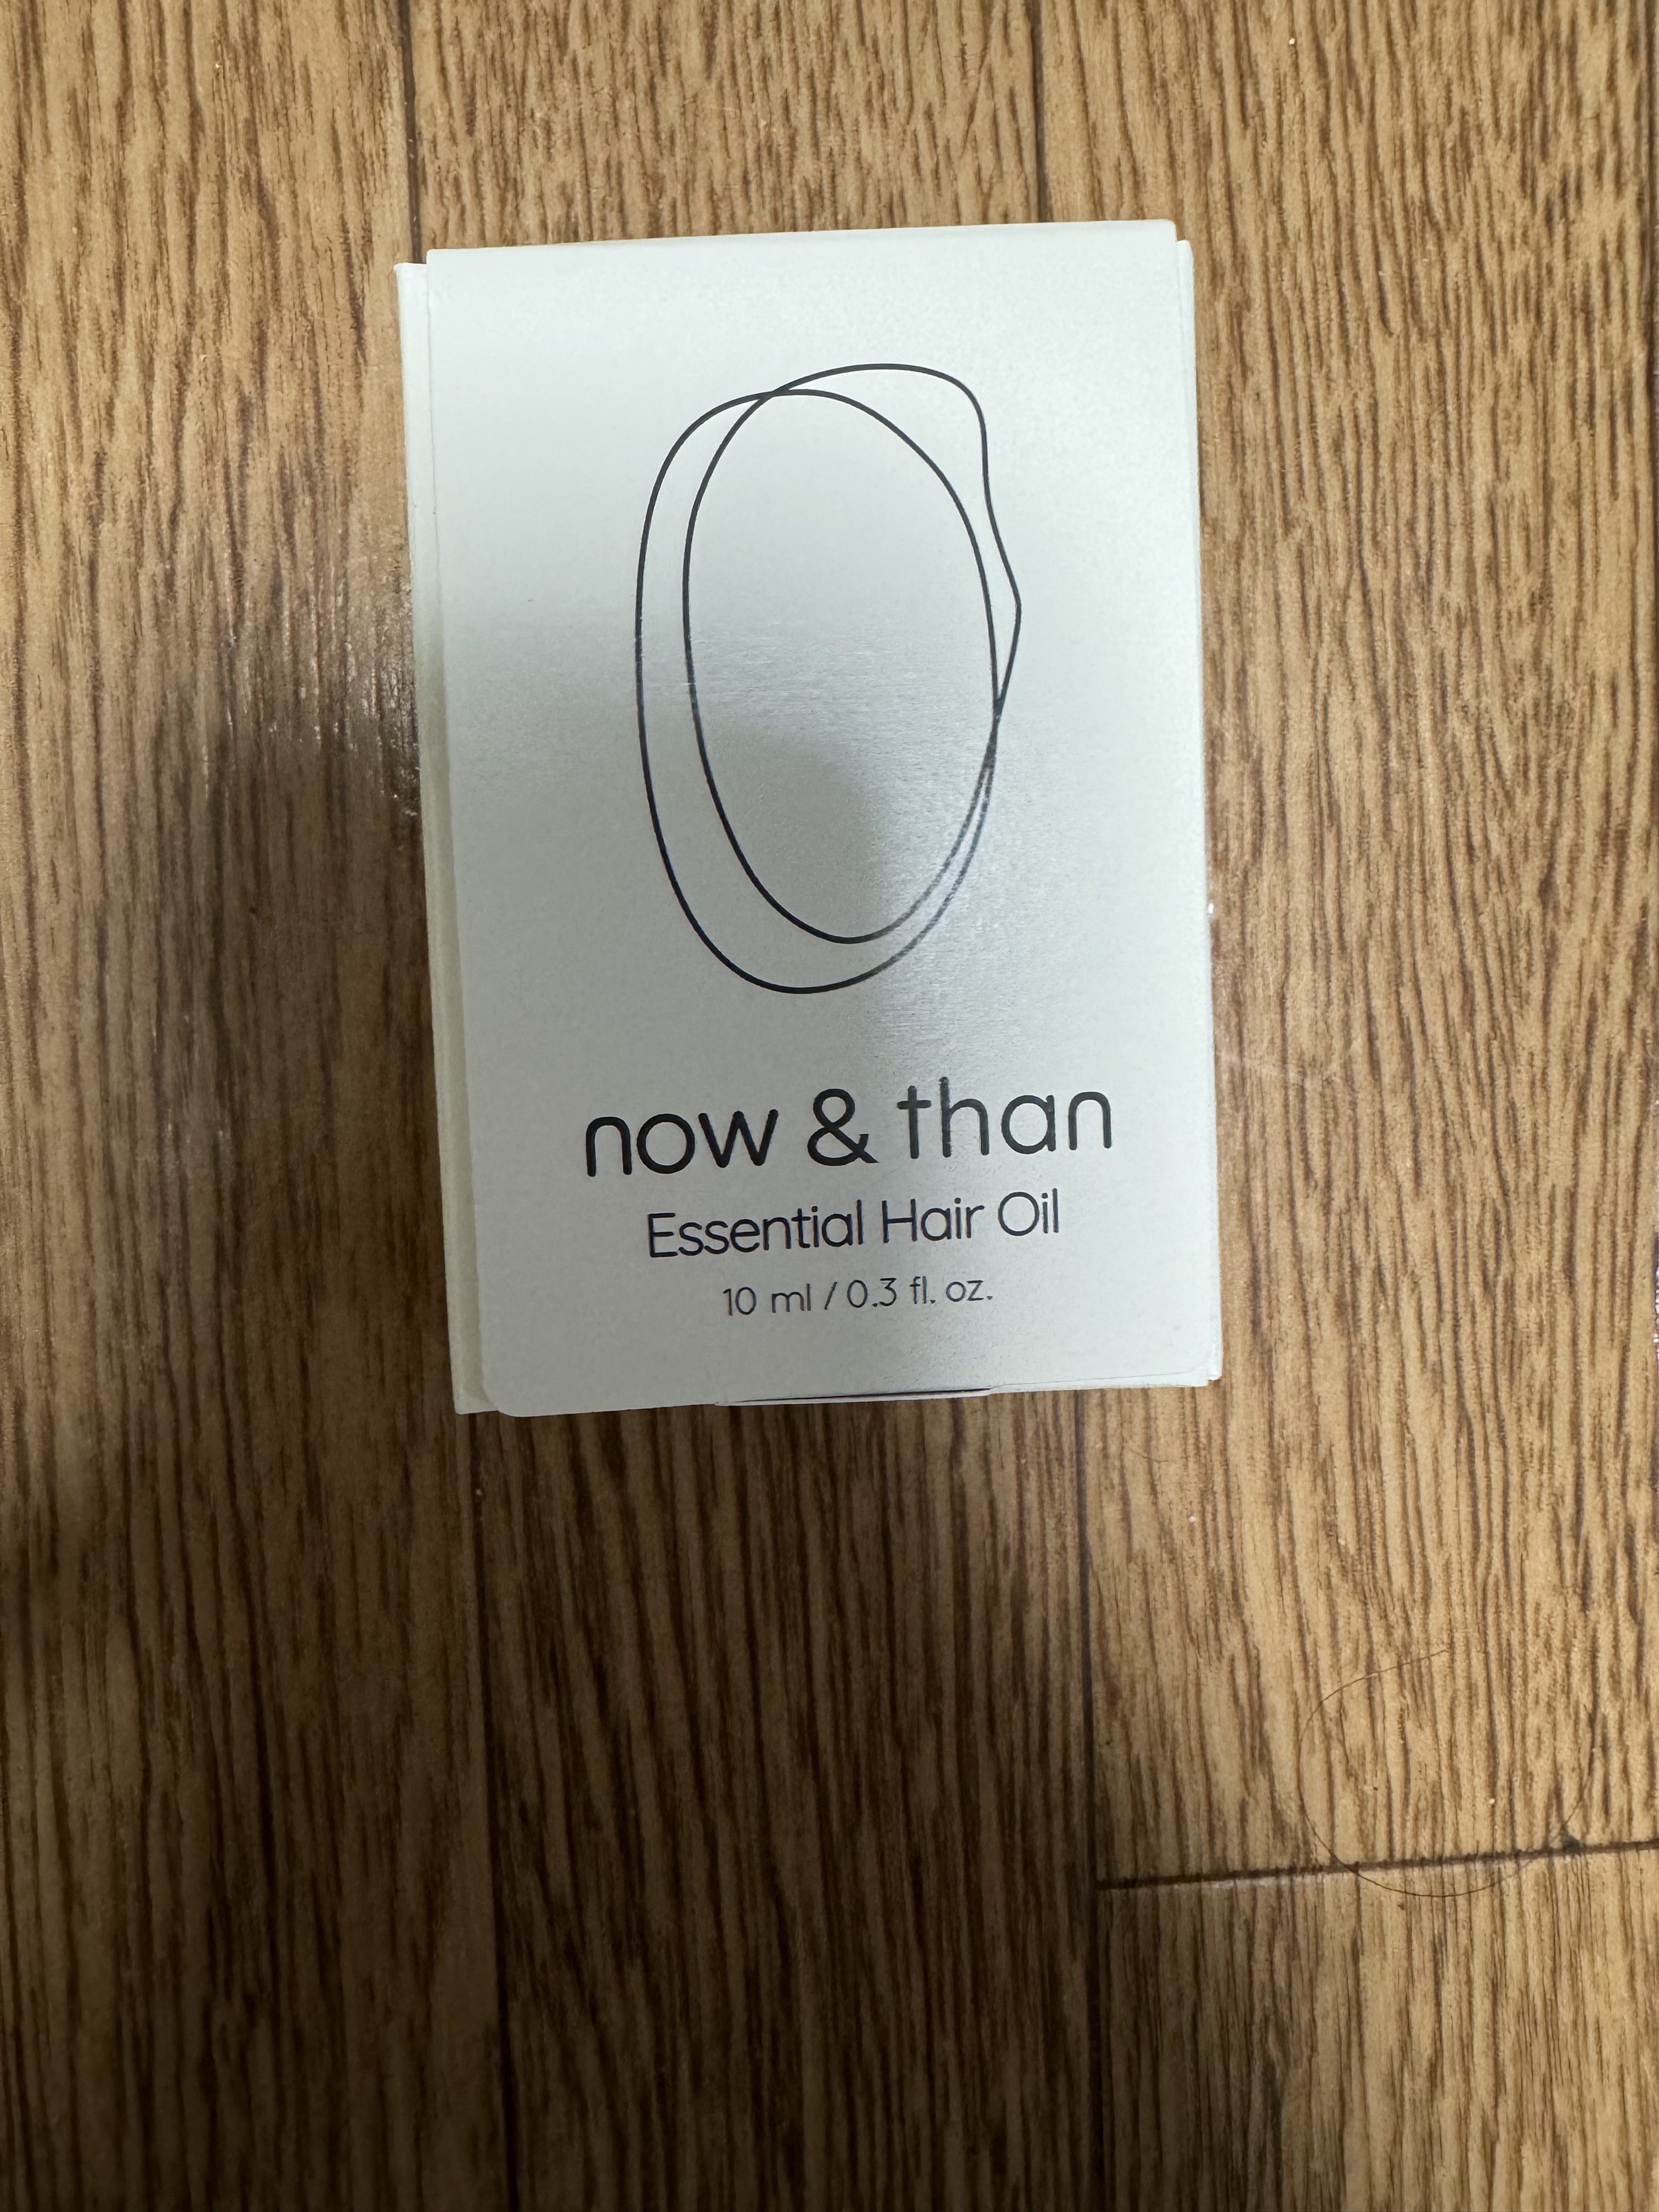 now & than
Essential Hair Oil
10 ml / 0.3 fl. oz.